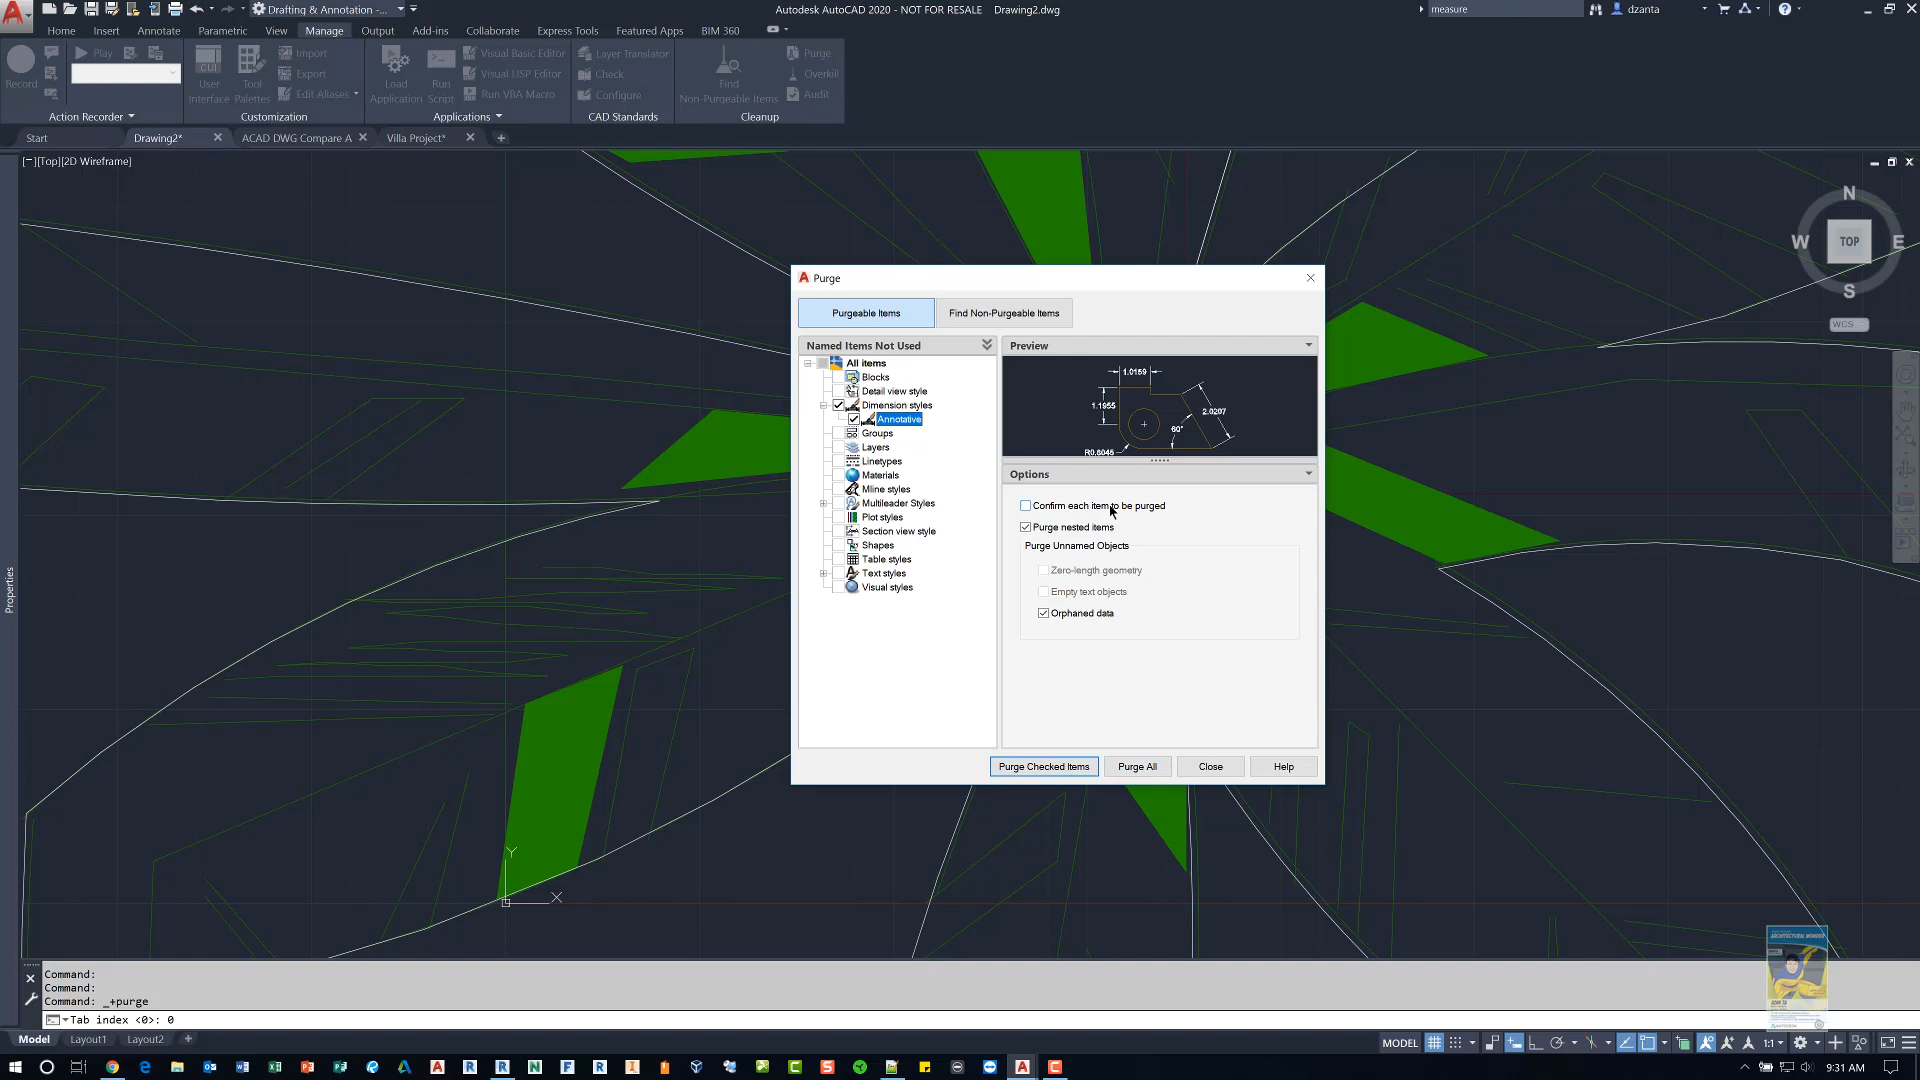 Drafting & Annotation -...
Autodesk AutoCAD 2020 - NOT FOR RESALE Drawing2.dwg
measure
dzanta
Home Insert Annotate Parametric View Manage Output Add-ins Collaborate Express Tools Featured Apps BIM 360
Record
Play
Action Recorder
CUI
User Interface
Tool Palettes
Import
Export
Edit Aliases
Customization
Load Application
Run Script
Visual Basic Editor
Visual LISP Editor
Run VBA Macro
Applications
Layer Translator
Check
Configure
CAD Standards
Find
Non-Purgeable Items
Purge
Overkill
Audit
Cleanup
Start Drawing2* ACAD DWG Compare A Villa Project*
[−][Top][2D Wireframe]
N
W TOP E
S
WCS
Properties
Purge
Purgeable Items Find Non-Purgeable Items
Named Items Not Used
All items
Blocks
Detail view style
Dimension styles
Annotative
Groups
Layers
Linetypes
Materials
Mline styles
Multileader Styles
Plot styles
Section view style
Shapes
Table styles
Text styles
Visual styles
Preview
1.0159
1.1955
2.0207
60°
R0.8045
Options
Confirm each item to be purged
Purge nested items
Purge Unnamed Objects
Zero-length geometry
Empty text objects
Orphaned data
Purge Checked Items Purge All Close Help
Y
X
ARCHITECTURAL WONDER
AUTODESK
Command:
Command:
Command: _+purge
Tab index <0>: 0
Model Layout1 Layout2
MODEL
1:1
9:31 AM